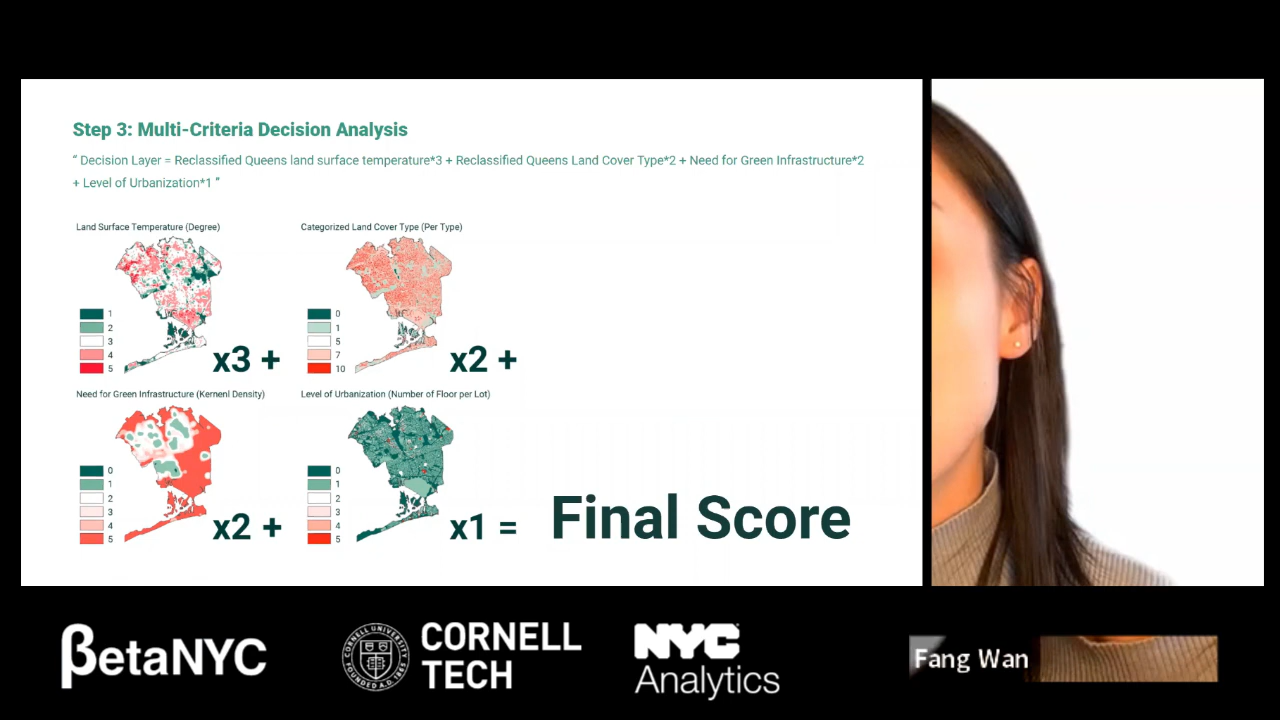 Step 3: Multi-Criteria Decision Analysis
“ Decision Layer = Reclassified Queens land surface temperature*3 + Reclassified Queens Land Cover Type*2 + Need for Green Infrastructure*2
+ Level of Urbanization*1 ”
Land Surface Temperature (Degree)
1
2
3
4
5
x3 +
Categorized Land Cover Type (Per Type)
0
1
5
7
10
x2 +
Need for Green Infrastructure (Kernenl Density)
0
1
2
3
4
5
x2 +
Level of Urbanization (Number of Floor per Lot)
0
1
2
3
4
5
x1 =
Final Score
βetaNYC
CORNELL
TECH
NYC
Analytics
Fang Wan